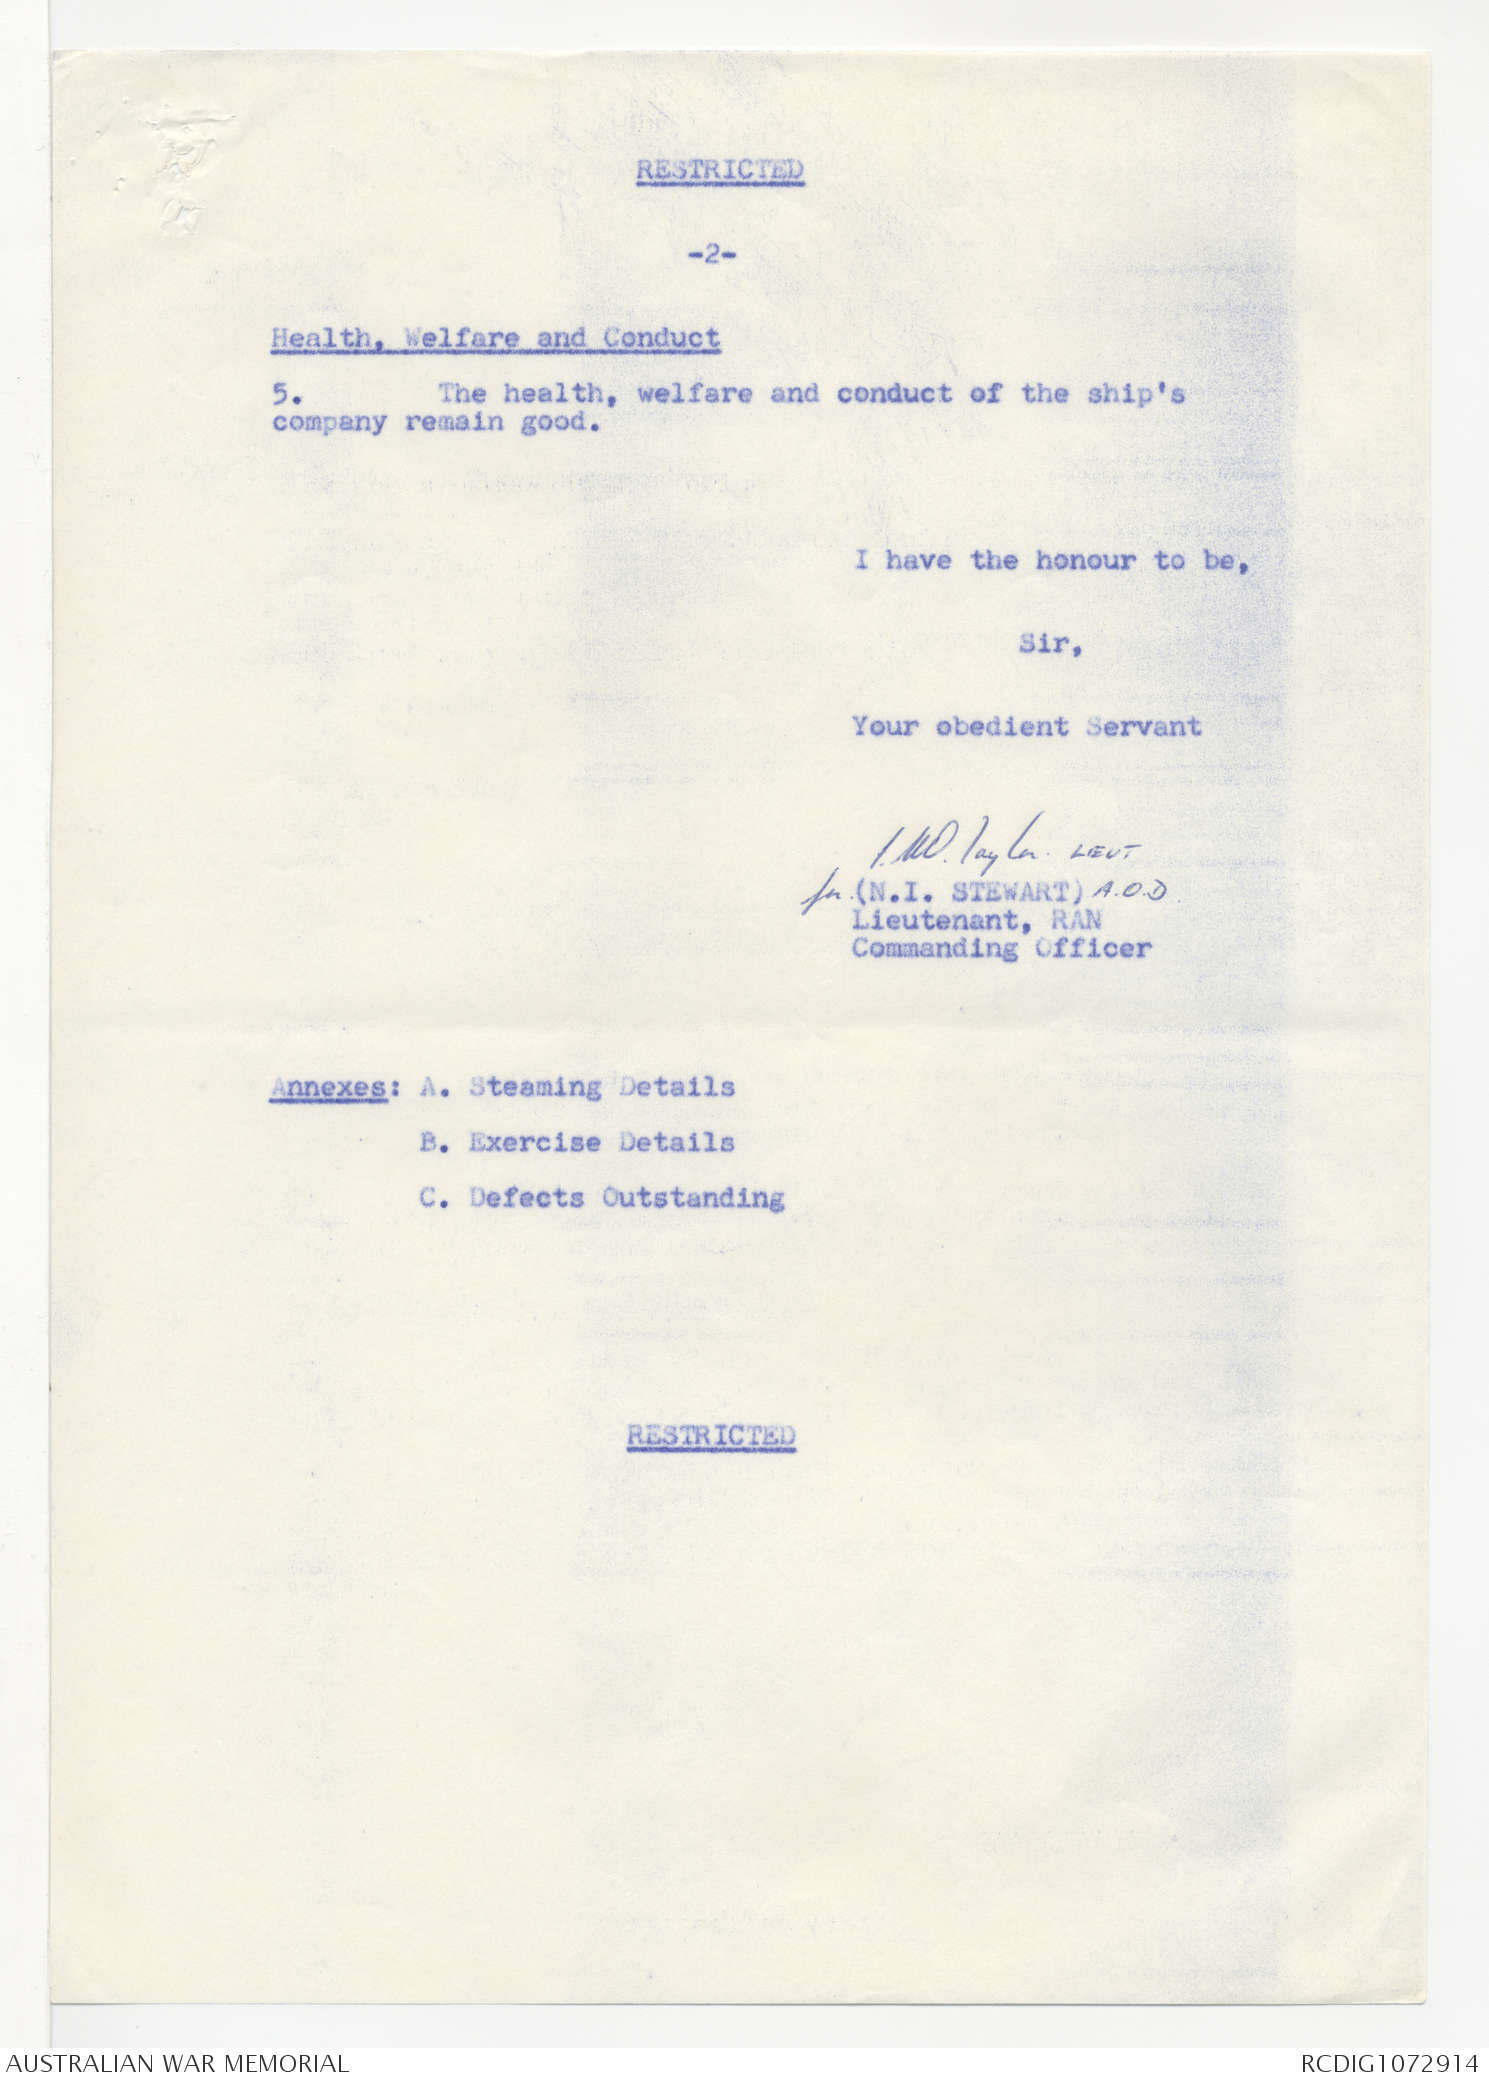 RESTRICTED
-2-
Health, Welfare and Conduct
5. The health, welfare and conduct of the ship's
company remain good.
I have the honour to be,
Sir,
Your obedient Servant
Taylor. LIEUT
for (N.I. STEWART) A.O.D.
Lieutenant, RAN
Commanding Officer
Annexes: A. Steaming Details
B. Exercise Details
C. Defects Outstanding
RESTRICTED
AUSTRALIAN WAR MEMORIAL
RCDIG1072914